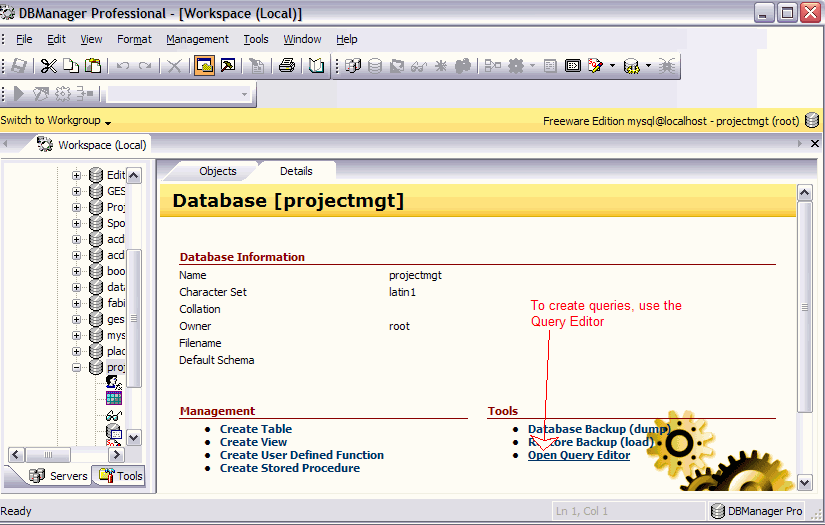 DBManager Professional - [Workspace (Local)]
File Edit View Format Management Tools Window Help
Switch to Workgroup
Freeware Edition mysql@localhost - projectmgt (root)
Workspace (Local)
Edit
GES
Proj
Spo
acd
acd
boo
data
fabi
ges
mys
plac
proj
Servers Tools
Objects Details
Database [projectmgt]
Database Information
Name projectmgt
Character Set latin1
Collation
Owner root
Filename
Default Schema
To create queries, use the
Query Editor
Management
Create Table
Create View
Create User Defined Function
Create Stored Procedure
Tools
Database Backup (dump)
Restore Backup (load)
Open Query Editor
Ready
Ln 1, Col 1
DBManager Pro